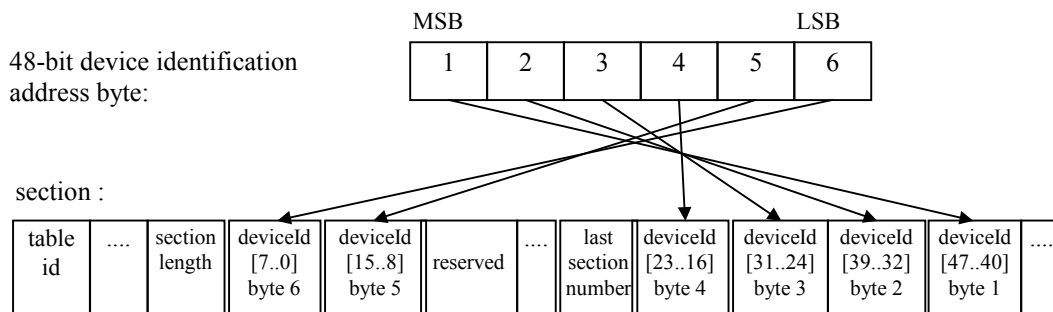 MSB LSB
48-bit device identification
address byte:
1 2 3 4 5 6
section :
table id
....
section length
deviceId [7..0] byte 6
deviceId [15..8] byte 5
reserved
....
last section number
deviceId [23..16] byte 4
deviceId [31..24] byte 3
deviceId [39..32] byte 2
deviceId [47..40] byte 1
....